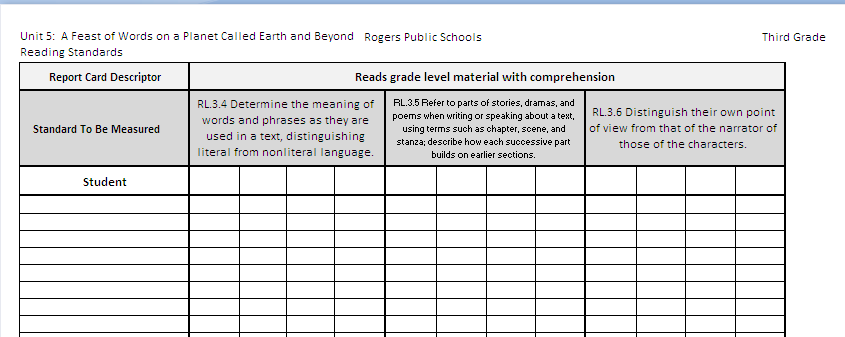 Unit 5: A Feast of Words on a Planet Called Earth and Beyond Rogers Public Schools Third Grade
Reading Standards
Report Card Descriptor
Reads grade level material with comprehension
Standard To Be Measured
RL.3.4 Determine the meaning of
words and phrases as they are
used in a text, distinguishing
literal from nonliteral language.
RL.3.5 Refer to parts of stories, dramas, and
poems when writing or speaking about a text,
using terms such as chapter, scene, and
stanza; describe how each successive part
builds on earlier sections.
RL.3.6 Distinguish their own point
of view from that of the narrator of
those of the characters.
Student